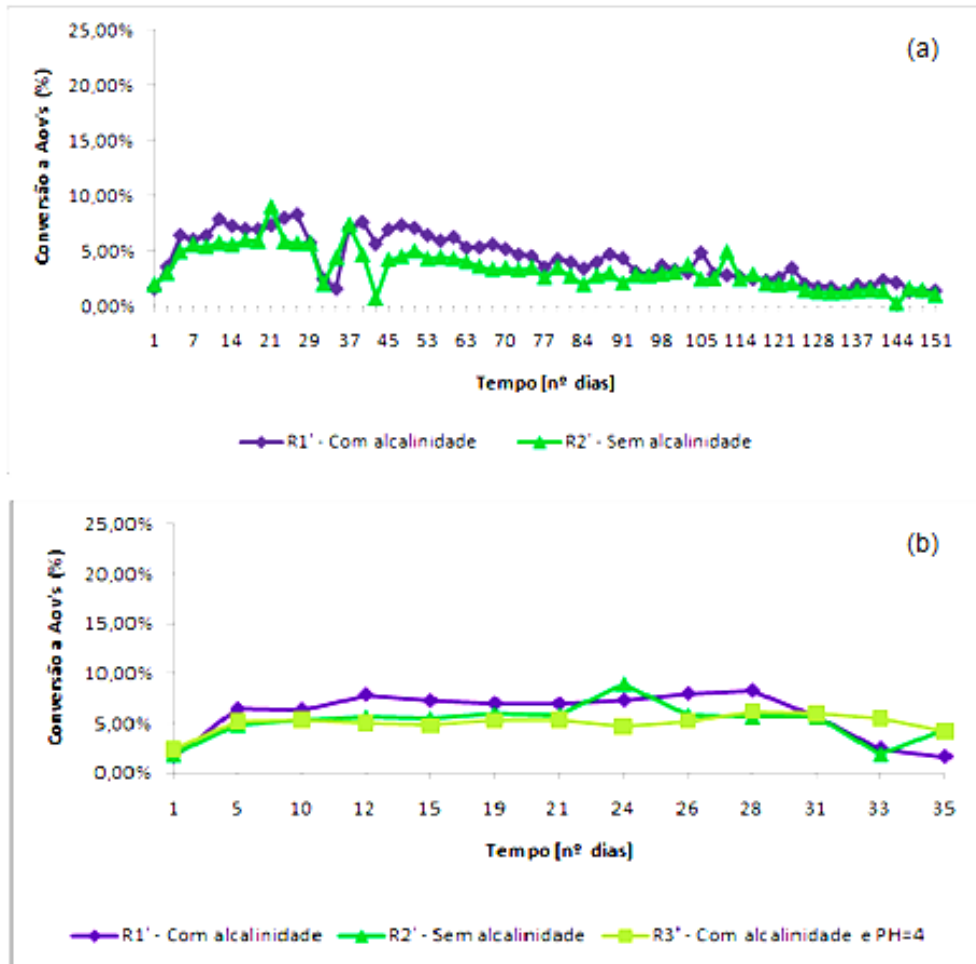 (a)
Conversão a Aov's (%)
25,00%
20,00%
15,00%
10,00%
5,00%
0,00%
1 7 14 21 29 37 45 53 63 70 77 84 91 98 105 114 121 128 137 144 151
Tempo [nº dias]
R1' - Com alcalinidade R2' - Sem alcalinidade
(b)
Conversão a Aov's (%)
25,00%
20,00%
15,00%
10,00%
5,00%
0,00%
1 5 10 12 15 19 21 24 26 28 31 33 35
Tempo [nº dias]
R1' - Com alcalinidade R2' - Sem alcalinidade R3" - Com alcalinidade e PH=4